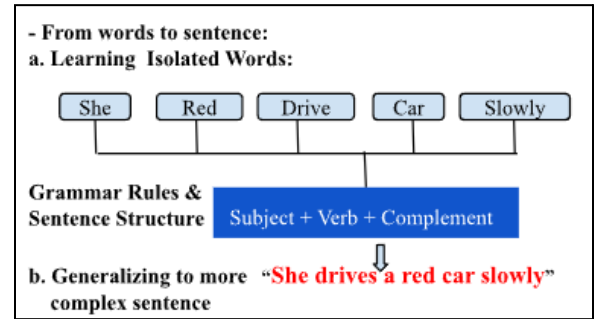 - From words to sentence:
a. Learning Isolated Words:
She Red Drive Car Slowly
Grammar Rules &
Sentence Structure
Subject + Verb + Complement
b. Generalizing to more “She drives a red car slowly”
complex sentence